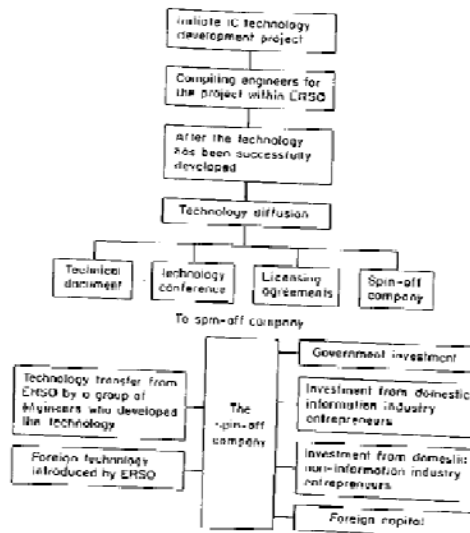 Initiate IC technology
development project
Compiling engineers for
the project within ERSO
After the technology
has been successfully
developed
Technology diffusion
Technical
document
Technology
conference
Licensing
agreements
Spin-off
company
To spin-off company
Technology transfer from
ERSO by a group of
engineers who developed
the technology
Foreign technology
introduced by ERSO
The
spin-off
company
Government investment
Investment from domestic
information industry
entrepreneurs
Investment from domestic
non-information industry
entrepreneurs
Foreign capital